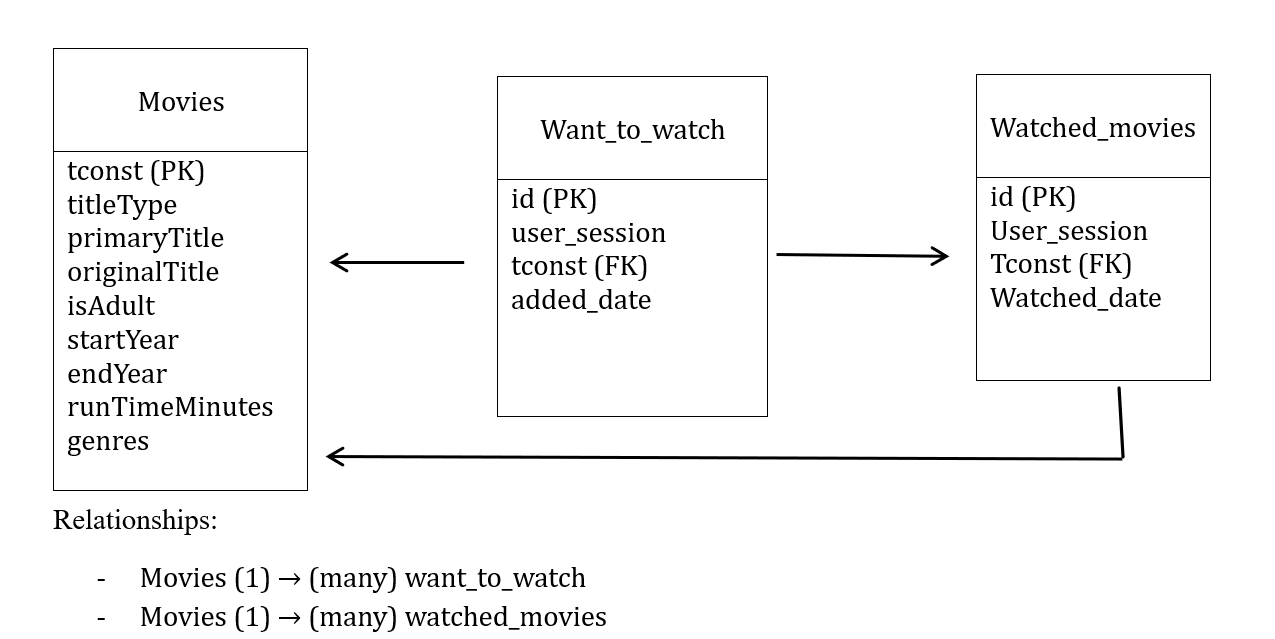 Movies
tconst (PK)
titleType
primaryTitle
originalTitle
isAdult
startYear
endYear
runTimeMinutes
genres
Want_to_watch
id (PK)
user_session
tconst (FK)
added_date
Watched_movies
id (PK)
User_session
Tconst (FK)
Watched_date
Relationships:
- Movies (1) → (many) want_to_watch
- Movies (1) → (many) watched_movies